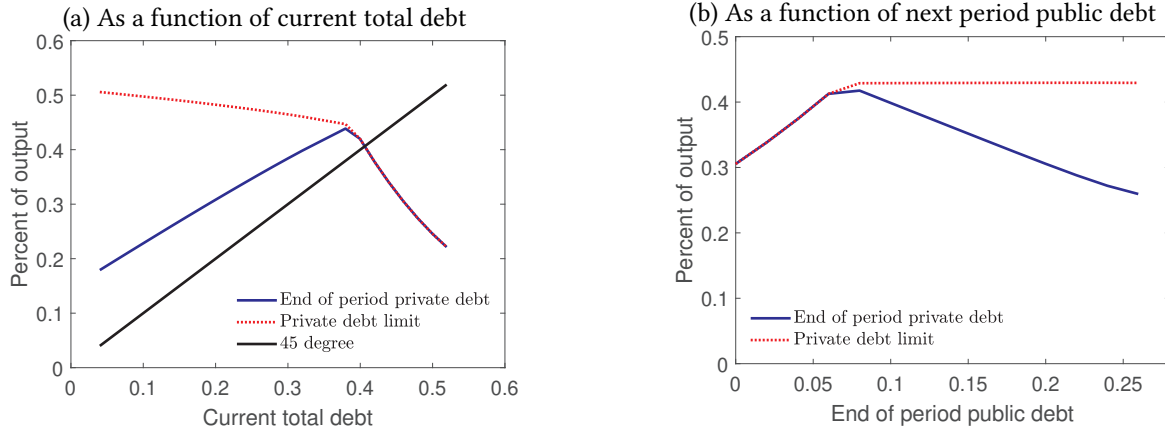 (a) As a function of current total debt
0.6
0.5
0.4
0.3
0.2
0.1
0
Percent of output
End of period private debt
Private debt limit
45 degree
0 0.1 0.2 0.3 0.4 0.5 0.6
Current total debt
(b) As a function of next period public debt
0.5
0.4
0.3
0.2
0.1
0
Percent of output
End of period private debt
Private debt limit
0 0.05 0.1 0.15 0.2 0.25
End of period public debt